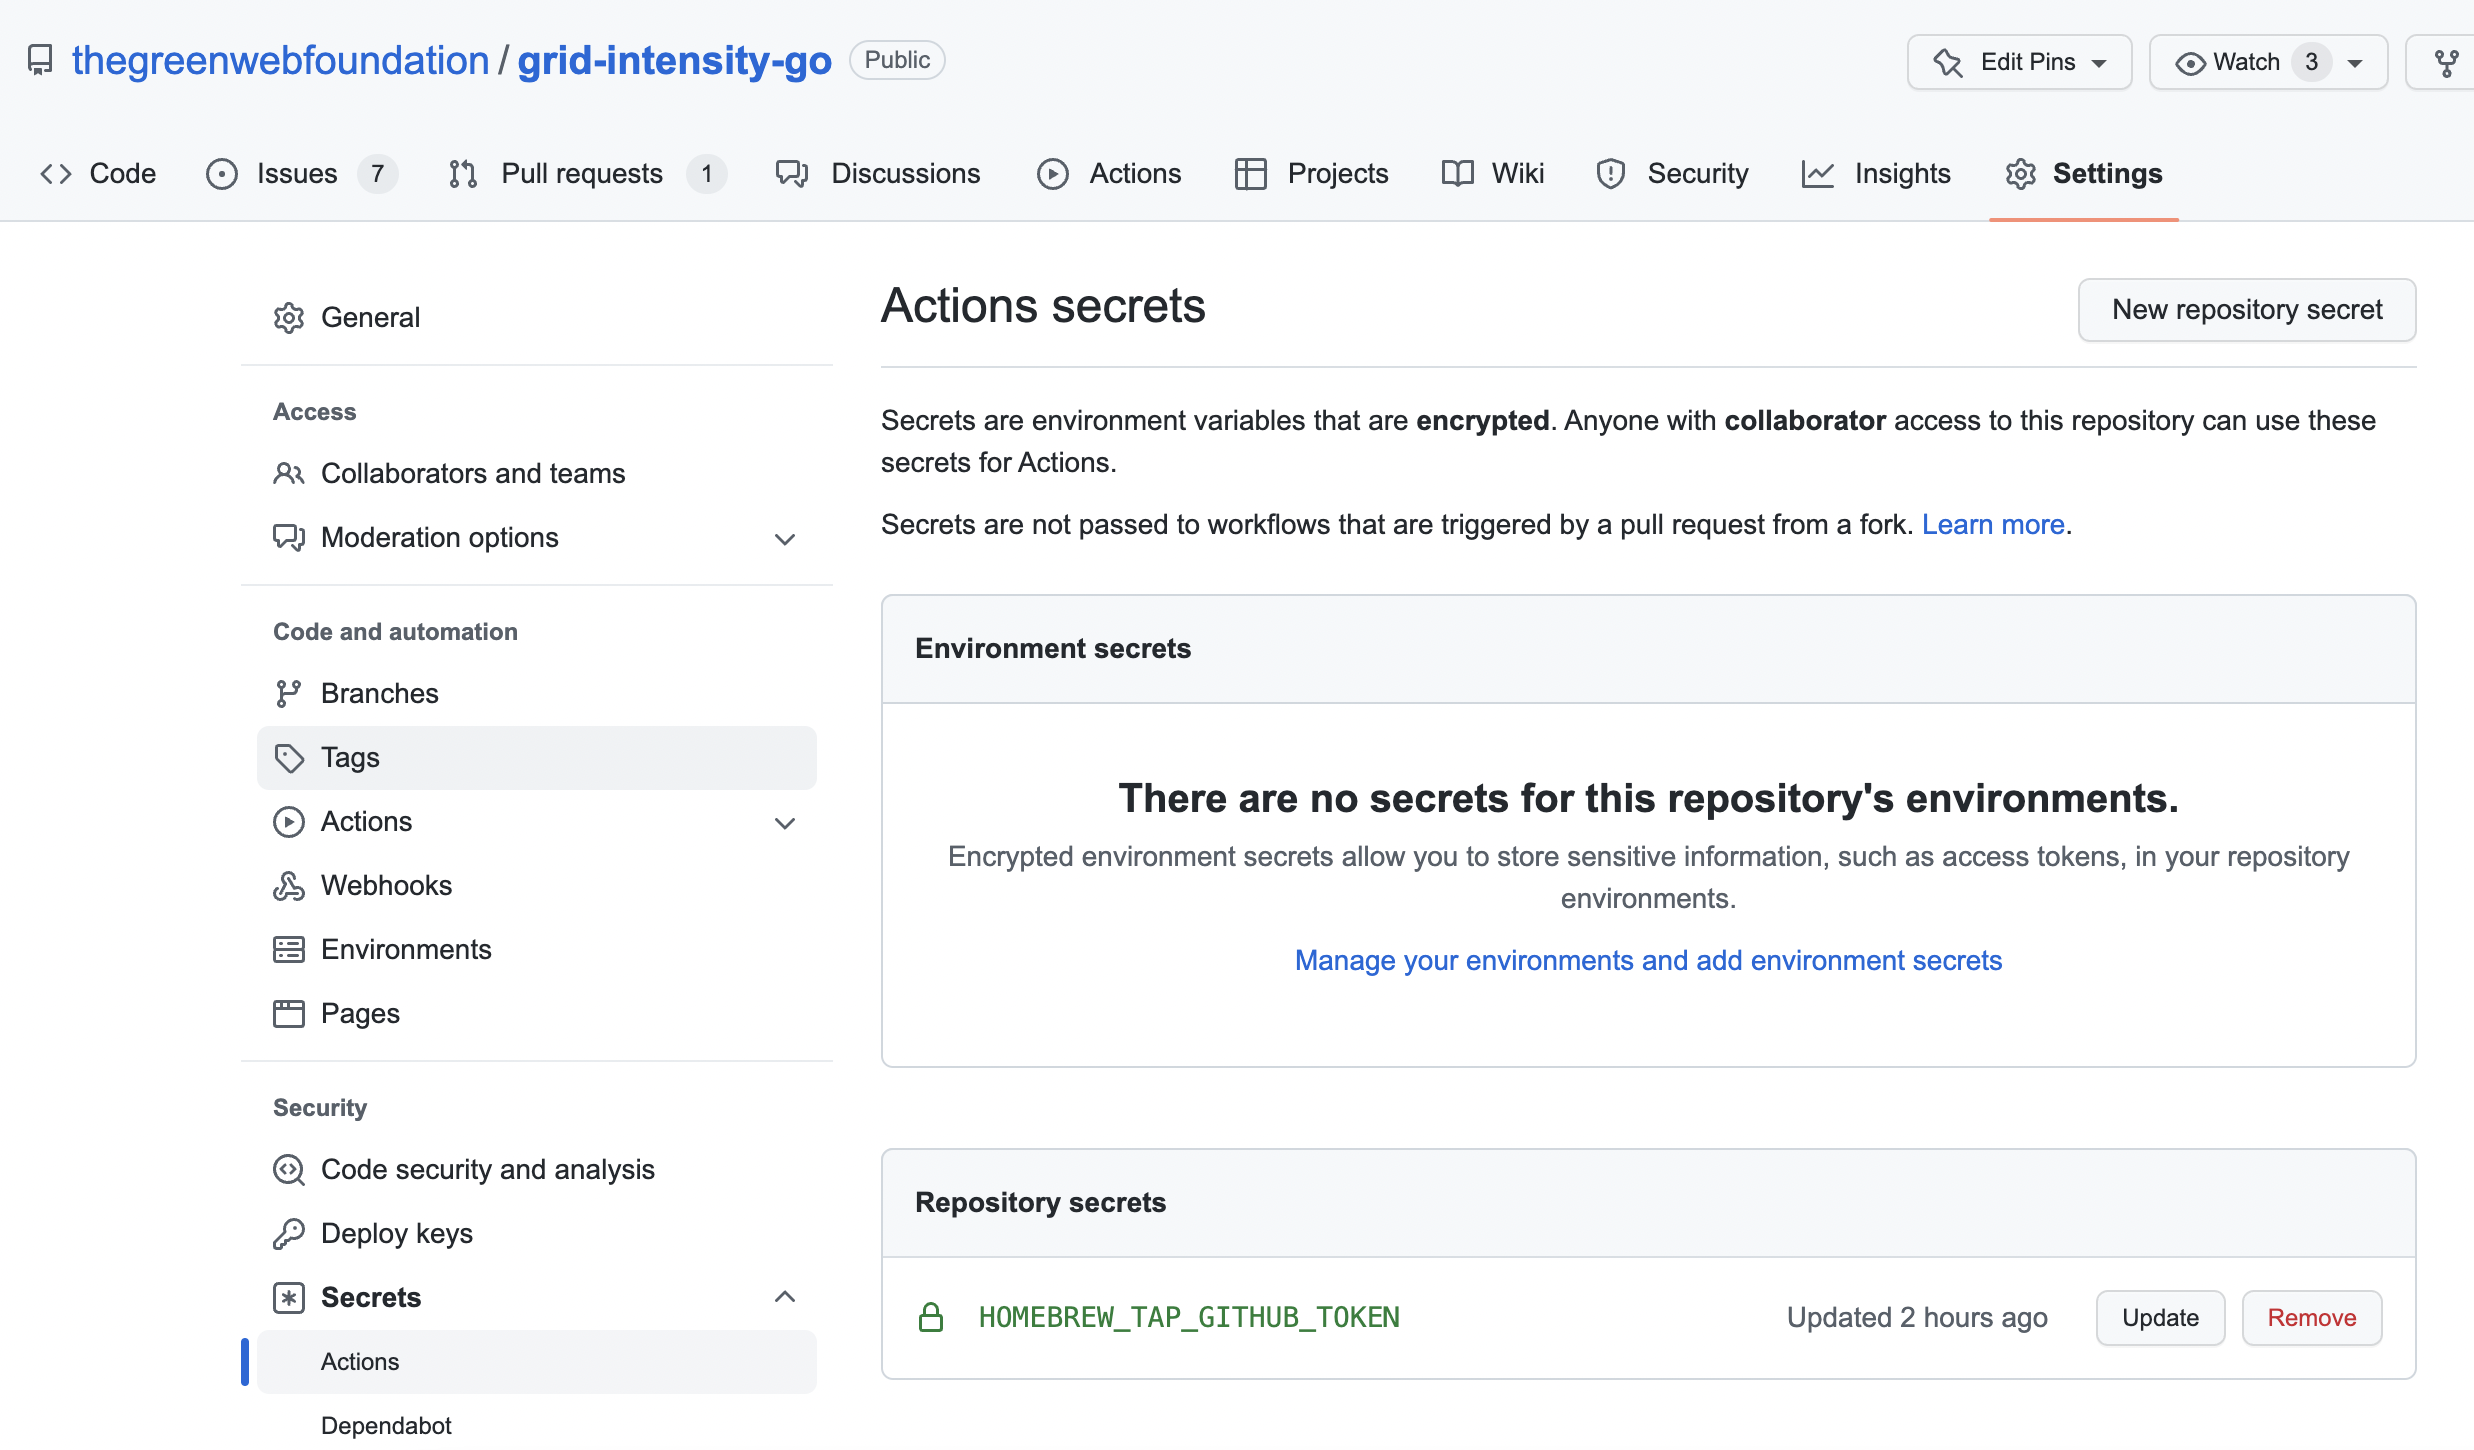 thegreenwebfoundation / grid-intensity-go Public
Edit Pins Watch 3
Code Issues 7 Pull requests 1 Discussions Actions Projects Wiki Security Insights Settings
General
Access
Collaborators and teams
Moderation options
Code and automation
Branches
Tags
Actions
Webhooks
Environments
Pages
Security
Code security and analysis
Deploy keys
Secrets
Actions
Dependabot
Actions secrets
New repository secret
Secrets are environment variables that are encrypted. Anyone with collaborator access to this repository can use these
secrets for Actions.
Secrets are not passed to workflows that are triggered by a pull request from a fork. Learn more.
Environment secrets
There are no secrets for this repository's environments.
Encrypted environment secrets allow you to store sensitive information, such as access tokens, in your repository
environments.
Manage your environments and add environment secrets
Repository secrets
HOMEBREW_TAP_GITHUB_TOKEN Updated 2 hours ago Update Remove